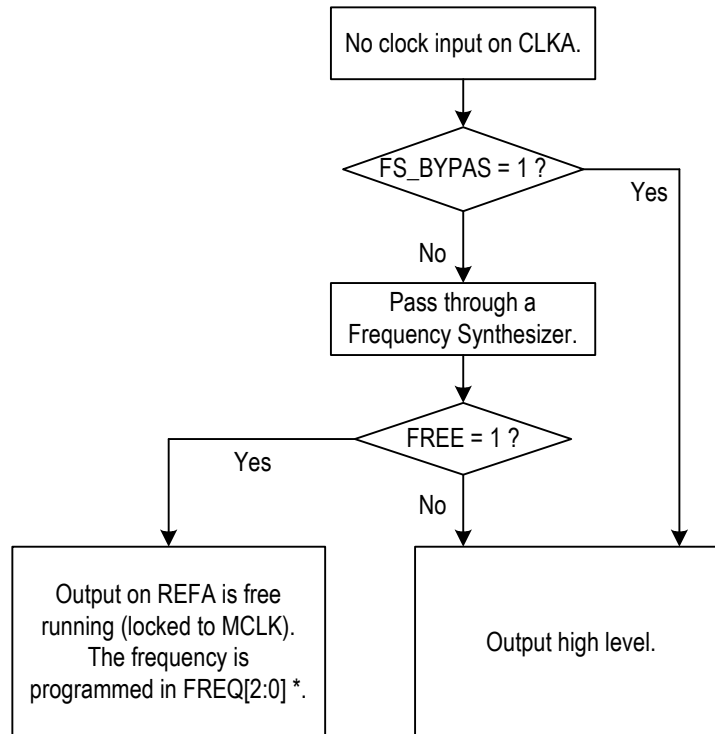 No clock input on CLKA.
FS_BYPAS = 1 ?
Yes
No
Pass through a
Frequency Synthesizer.
FREE = 1 ?
Yes
No
Output on REFA is free
running (locked to MCLK).
The frequency is
programmed in FREQ[2:0] *.
Output high level.